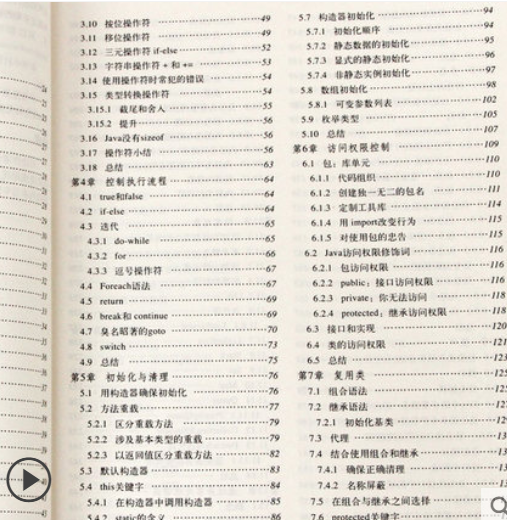 3.10 按位操作符 49
3.11 移位操作符 49
3.12 三元操作符 if-else 52
3.13 字符串操作符 + 和 += 53
3.14 使用操作符时常犯的错误 54
3.15 类型转换操作符 54
3.15.1 截尾和舍入 55
3.15.2 提升 56
3.16 Java没有sizeof 56
3.17 操作符小结 56
3.18 总结 63
第4章 控制执行流程 64
4.1 true和false 64
4.2 if-else 64
4.3 迭代 65
4.3.1 do-while 65
4.3.2 for 66
4.3.3 逗号操作符 67
4.4 Foreach语法 67
4.5 return 69
4.6 break和 continue 69
4.7 臭名昭著的goto 70
4.8 switch 73
4.9 总结 75
第5章 初始化与清理 76
5.1 用构造器确保初始化 76
5.2 方法重载 77
5.2.1 区分重载方法 79
5.2.2 涉及基本类型的重载 79
5.2.3 以返回值区分重载方法 82
5.3 默认构造器 83
5.4 this关键字 84
5.4.1 在构造器中调用构造器 85
5.4.2 static的含义 86
5.7 构造器初始化 94
5.7.1 初始化顺序 94
5.7.2 静态数据的初始化 95
5.7.3 显式的静态初始化 96
5.7.4 非静态实例初始化 97
5.8 数组初始化 98
5.8.1 可变参数列表 102
5.9 枚举类型 105
5.10 总结 107
第6章 访问权限控制 109
6.1 包：库单元 110
6.1.1 代码组织 110
6.1.2 创建独一无二的包名 111
6.1.3 定制工具库 114
6.1.4 用 import改变行为 115
6.1.5 对使用包的忠告 115
6.2 Java访问权限修饰词 116
6.2.1 包访问权限 116
6.2.2 public：接口访问权限 116
6.2.3 private：你无法访问 118
6.2.4 protected：继承访问权限 118
6.3 接口和实现 120
6.4 类的访问权限 121
6.5 总结 123
第7章 复用类 125
7.1 组合语法 125
7.2 继承语法 127
7.2.1 初始化基类
7.3 代理
7.4 结合使用组合和继承
7.4.1 确保正确清理
7.4.2 名称屏蔽
7.5 在组合与继承之间选择
7.6 protected关键字